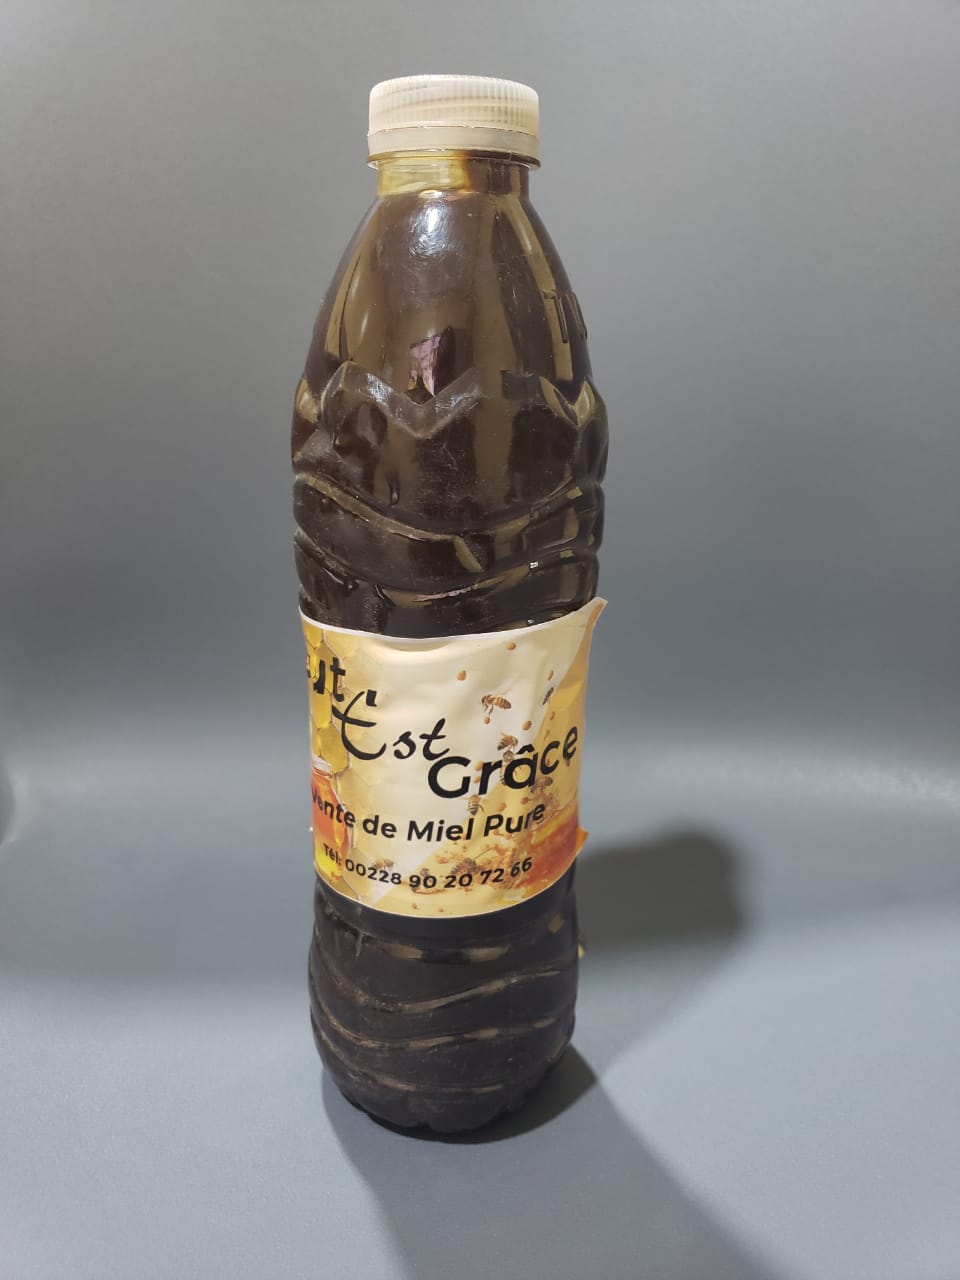 Est
Grâce
Vente de Miel Pure
Tél: 00228 90 20 72 66